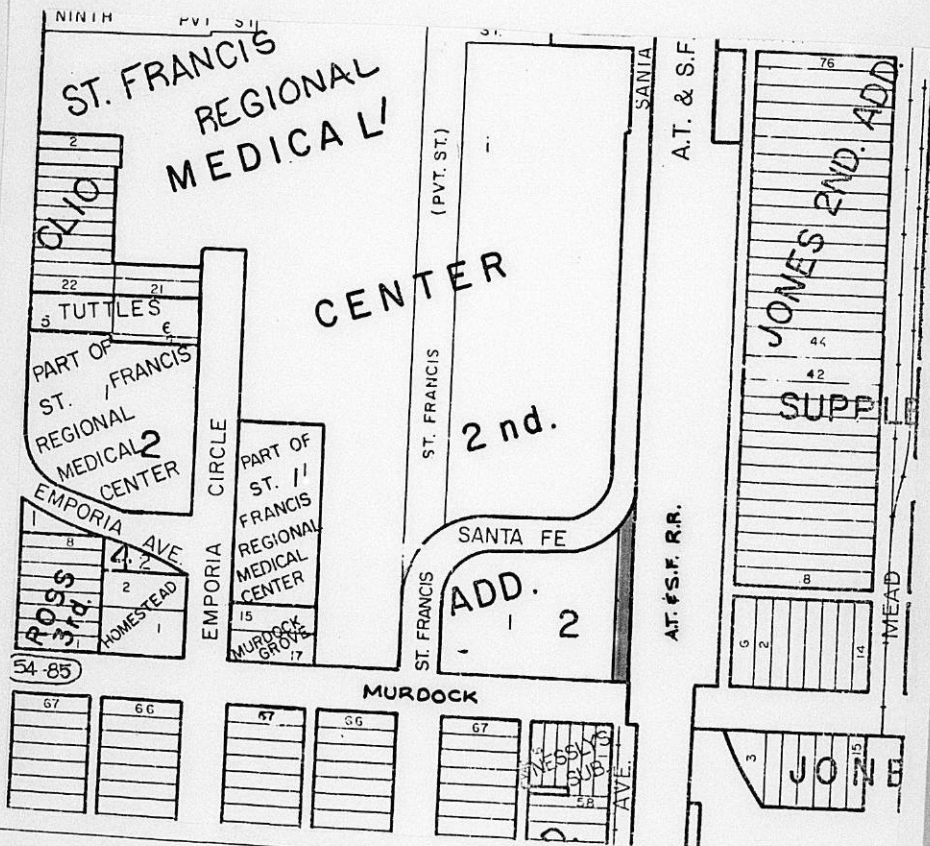 NINTH PVT ST.
ST. FRANCIS
REGIONAL
MEDICAL
CENTER
2 nd.
ADD.
1
2
1
ST.
(PVT. ST.)
ST. FRANCIS
ST. FRANCIS
SANTA FE
A.T. & S.F.
A.T. & S.F. R.R.
76
JONES 2ND. ADD.
44
42
8
MEAD
2
CLIO
22
21
TUTTLES
5
6
PART OF
ST. FRANCIS
REGIONAL
MEDICAL
CENTER
2
EMPORIA AVE.
EMPORIA CIRCLE
PART OF
ST.
FRANCIS
REGIONAL
MEDICAL
CENTER
15
MURDOCK
GROVE
17
1
8
ROSS
3rd.
1
4
2
2
HOMESTEAD
1
54-85
MURDOCK
67
66
67
66
67
NESSLY'S
SUB.
58
AVE.
G
2
14
3
15